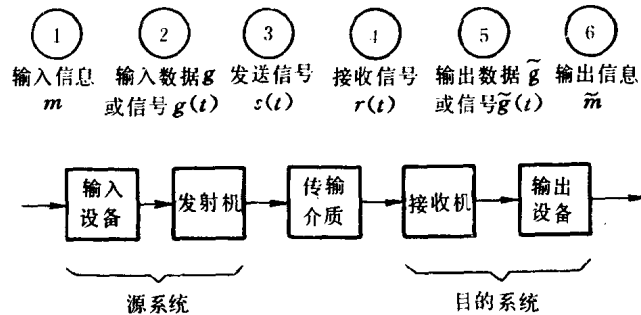 1 2 3 4 5 6
输入信息 输入数据g 发送信号 接收信号 输出数据g̃ 输出信息
m 或信号g(t) s(t) r(t) 或信号g̃(t) m̃
输入 传输 输出
设备 发射机 介质 接收机 设备
源系统 目的系统